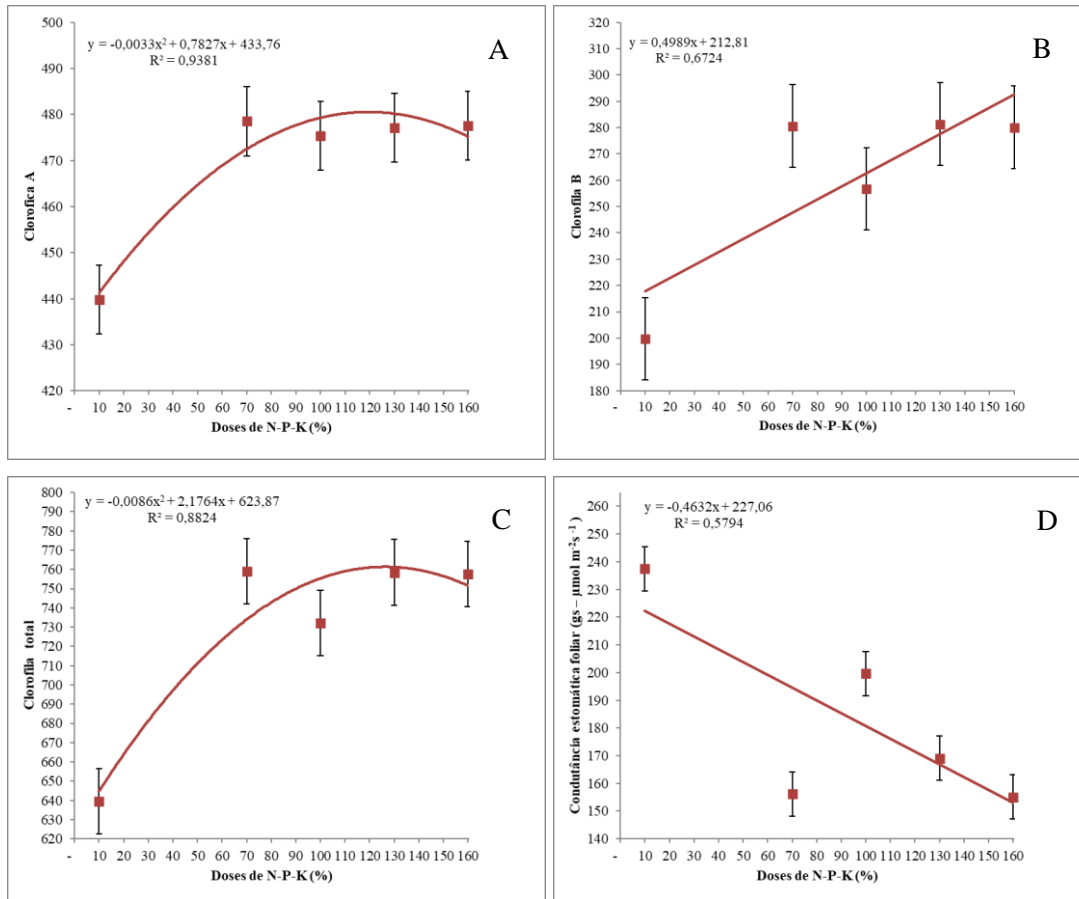 A
y = -0,0033x² + 0,7827x + 433,76
R² = 0,9381
Clorofica A
500
490
480
470
460
450
440
430
420
- 10 20 30 40 50 60 70 80 90 100 110 120 130 140 150 160
Doses de N-P-K (%)
B
y = 0,4989x + 212,81
R² = 0,6724
Clorofila B
320
310
300
290
280
270
260
250
240
230
220
210
200
190
180
- 10 20 30 40 50 60 70 80 90 100 110 120 130 140 150 160
Doses de N-P-K (%)
C
y = -0,0086x² + 2,1764x + 623,87
R² = 0,8824
Clorofila total
800
790
780
770
760
750
740
730
720
710
700
690
680
670
660
650
640
630
620
- 10 20 30 40 50 60 70 80 90 100 110 120 130 140 150 160
Doses de N-P-K (%)
D
y = -0,4632x + 227,06
R² = 0,5794
Condutância estomática foliar (gs – µmol m⁻²s⁻¹)
260
250
240
230
220
210
200
190
180
170
160
150
140
- 10 20 30 40 50 60 70 80 90 100 110 120 130 140 150 160
Doses de N-P-K (%)